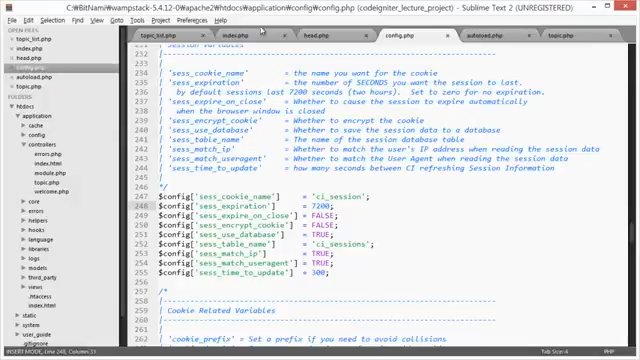 C:₩BitNami₩wampstack-5.4.12-0₩apache2₩htdocs₩application₩config₩config.php (codeigniter_lecture_project) - Sublime Text 2 (UNREGISTERED)
File Edit Selection Find View Goto Tools Project Preferences Help
OPEN FILES
topic_list.php
index.php
head.php
config.php
autoload.php
topic.php
FOLDERS
htdocs
application
cache
config
controllers
errors.php
index.html
module.php
topic.php
welcome.php
core
errors
helpers
hooks
language
libraries
logs
models
third_party
views
.htaccess
index.html
static
system
user_guide
.gitignore
topic_list.php index.php head.php config.php autoload.php topic.php
231 | Session Variables
232 |--------------------------------------------------------------------------
233 |
234 | 'sess_cookie_name' = the name you want for the cookie
235 | 'sess_expiration' = the number of SECONDS you want the session to last.
236 | by default sessions last 7200 seconds (two hours). Set to zero for no expiration.
237 | 'sess_expire_on_close' = Whether to cause the session to expire automatically
238 | when the browser window is closed
239 | 'sess_encrypt_cookie' = Whether to encrypt the cookie
240 | 'sess_use_database' = Whether to save the session data to a database
241 | 'sess_table_name' = The name of the session database table
242 | 'sess_match_ip' = Whether to match the user's IP address when reading the session data
243 | 'sess_match_useragent' = Whether to match the User Agent when reading the session data
244 | 'sess_time_to_update' = how many seconds between CI refreshing Session Information
245 |
246 */
247 $config['sess_cookie_name'] = 'ci_session';
248 $config['sess_expiration'] = 7200;
249 $config['sess_expire_on_close'] = FALSE;
250 $config['sess_encrypt_cookie'] = FALSE;
251 $config['sess_use_database'] = TRUE;
252 $config['sess_table_name'] = 'ci_sessions';
253 $config['sess_match_ip'] = TRUE;
254 $config['sess_match_useragent'] = TRUE;
255 $config['sess_time_to_update'] = 300;
256
257 /*
258 |--------------------------------------------------------------------------
259 | Cookie Related Variables
260 |--------------------------------------------------------------------------
261 |
262 | 'cookie_prefix' = Set a prefix if you need to avoid collisions
INSERT MODE, Line 248, Column 33 Tab Size: 4 PHP